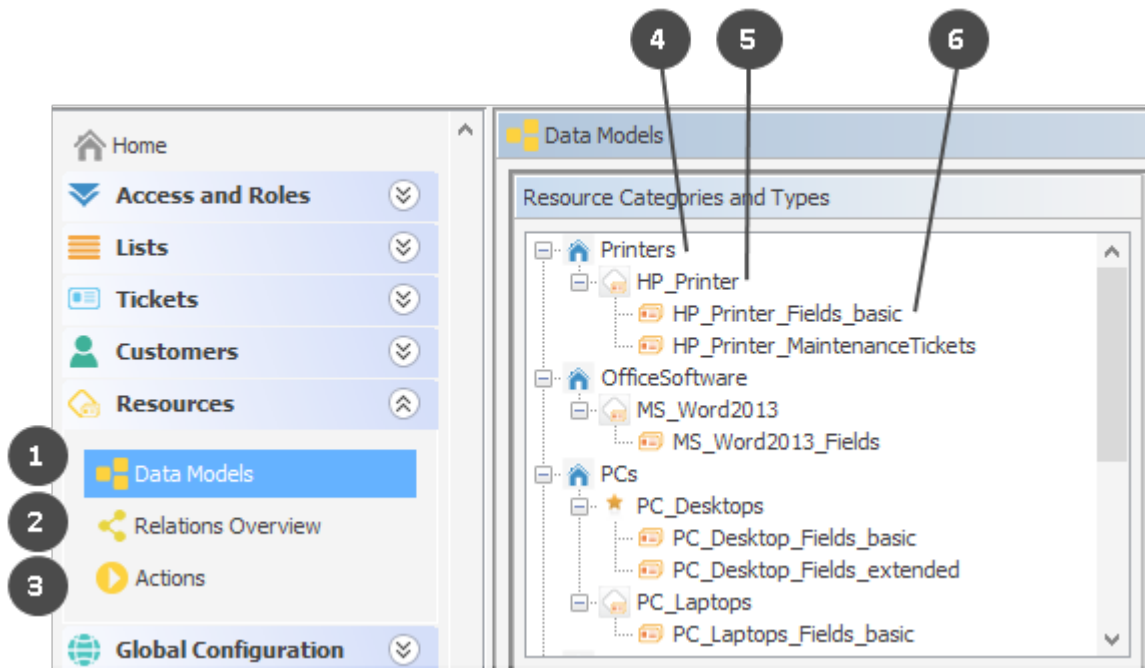 4 5 6
Home
Access and Roles
Lists
Tickets
Customers
Resources
1
Data Models
2
Relations Overview
3
Actions
Global Configuration
Data Models
Resource Categories and Types
Printers
HP_Printer
HP_Printer_Fields_basic
HP_Printer_MaintenanceTickets
OfficeSoftware
MS_Word2013
MS_Word2013_Fields
PCs
PC_Desktops
PC_Desktop_Fields_basic
PC_Desktop_Fields_extended
PC_Laptops
PC_Laptops_Fields_basic